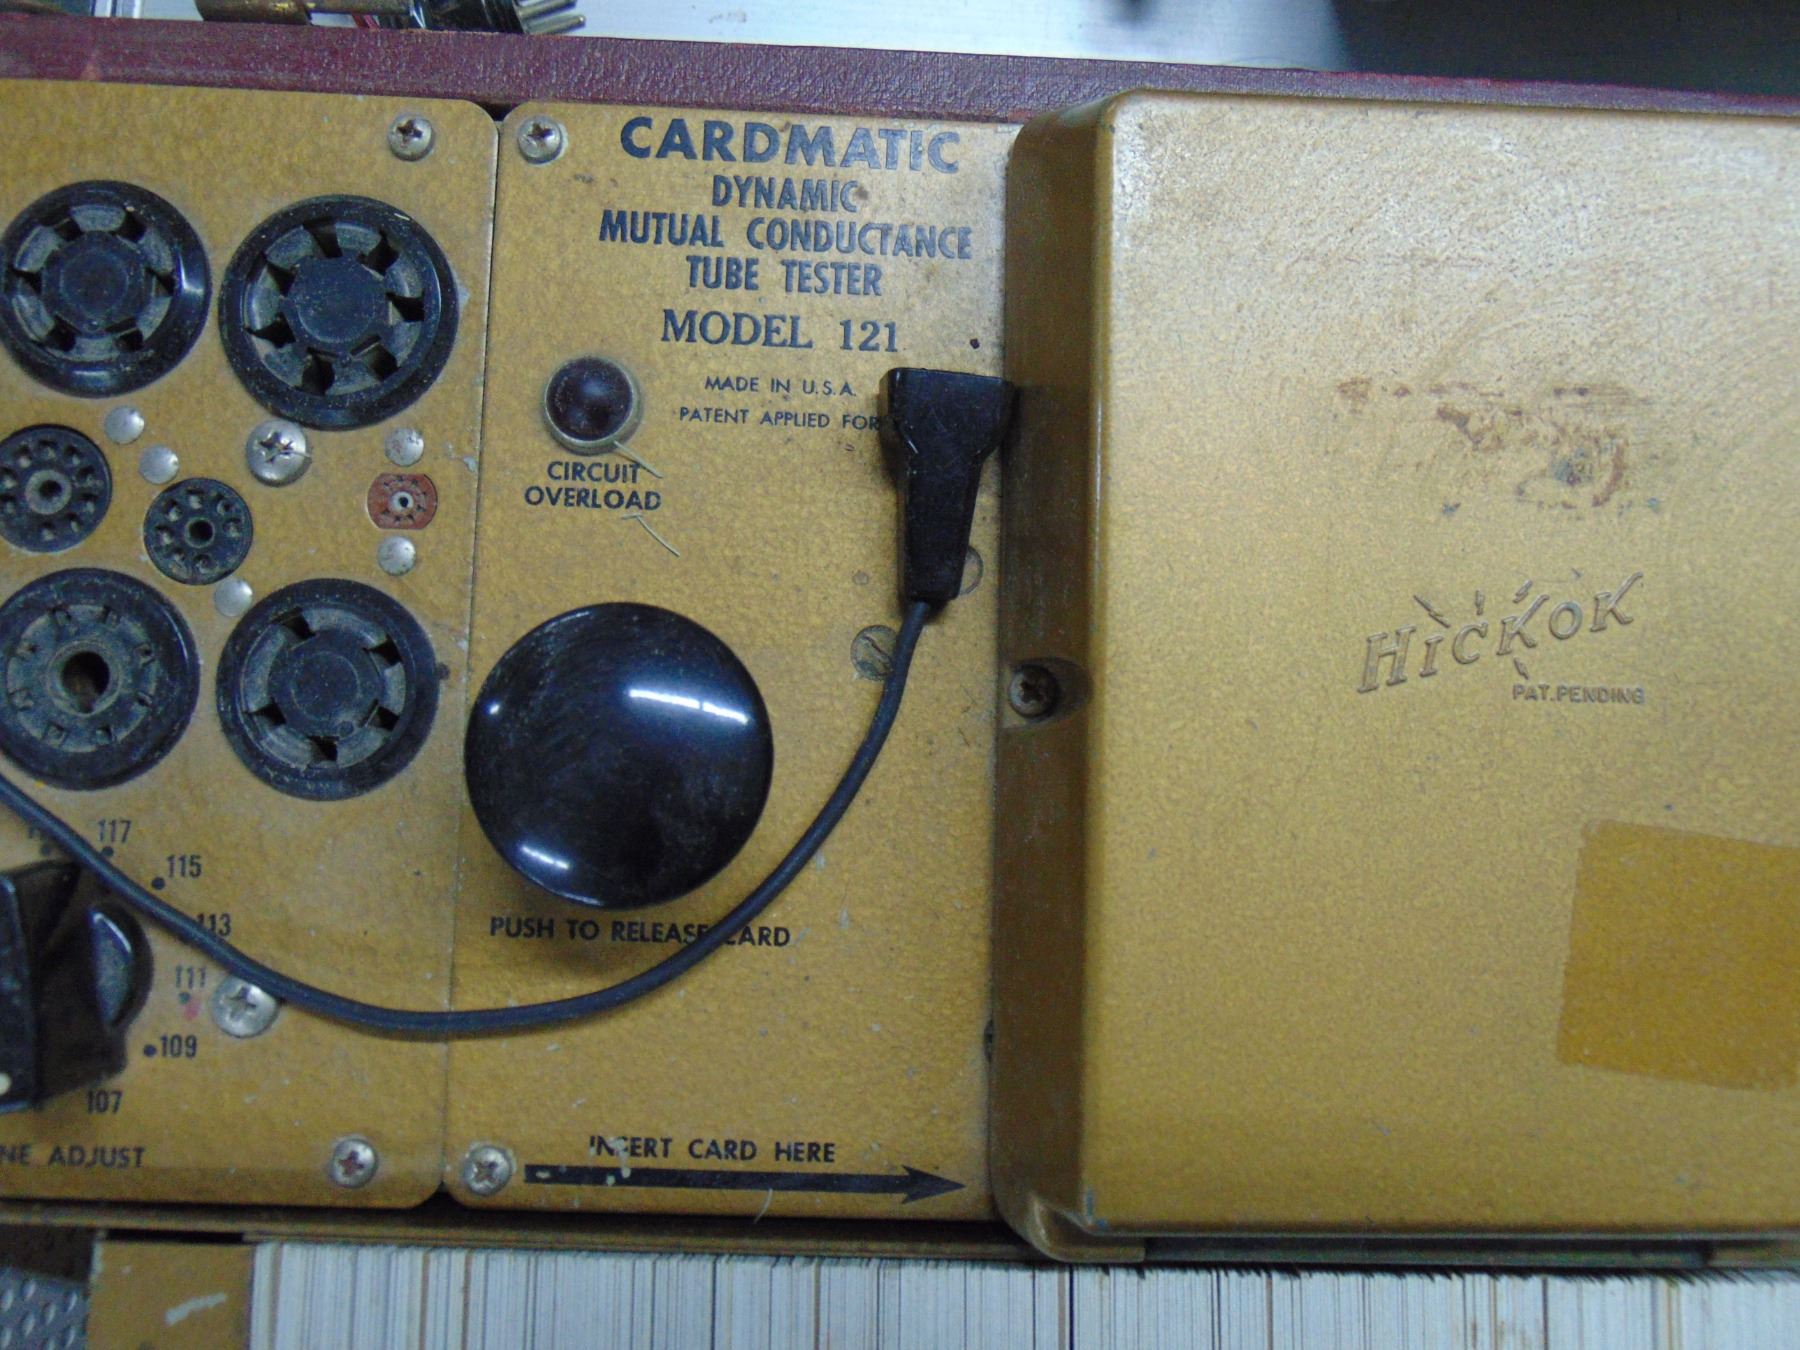 CARDMATIC
DYNAMIC
MUTUAL CONDUCTANCE
TUBE TESTER
MODEL 121
MADE IN U.S.A.
PATENT APPLIED FOR
CIRCUIT
OVERLOAD
HICKOK
PAT. PENDING
117
115
113
PUSH TO RELEASE CARD
111
109
107
NE ADJUST
INSERT CARD HERE